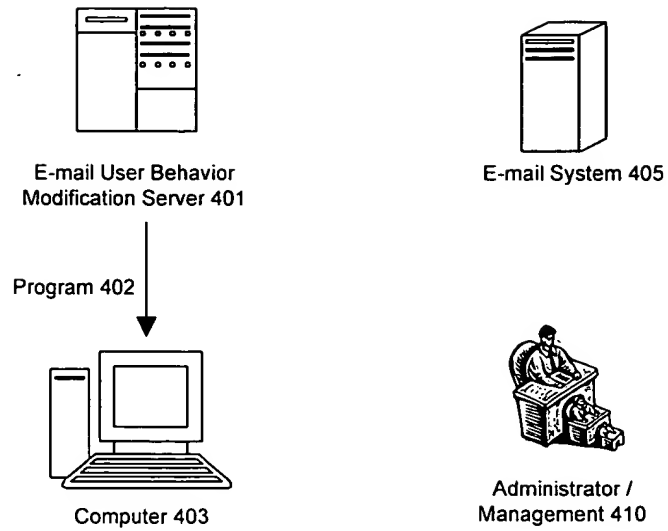 E-mail User Behavior
Modification Server 401
E-mail System 405
Program 402
Computer 403
Administrator /
Management 410